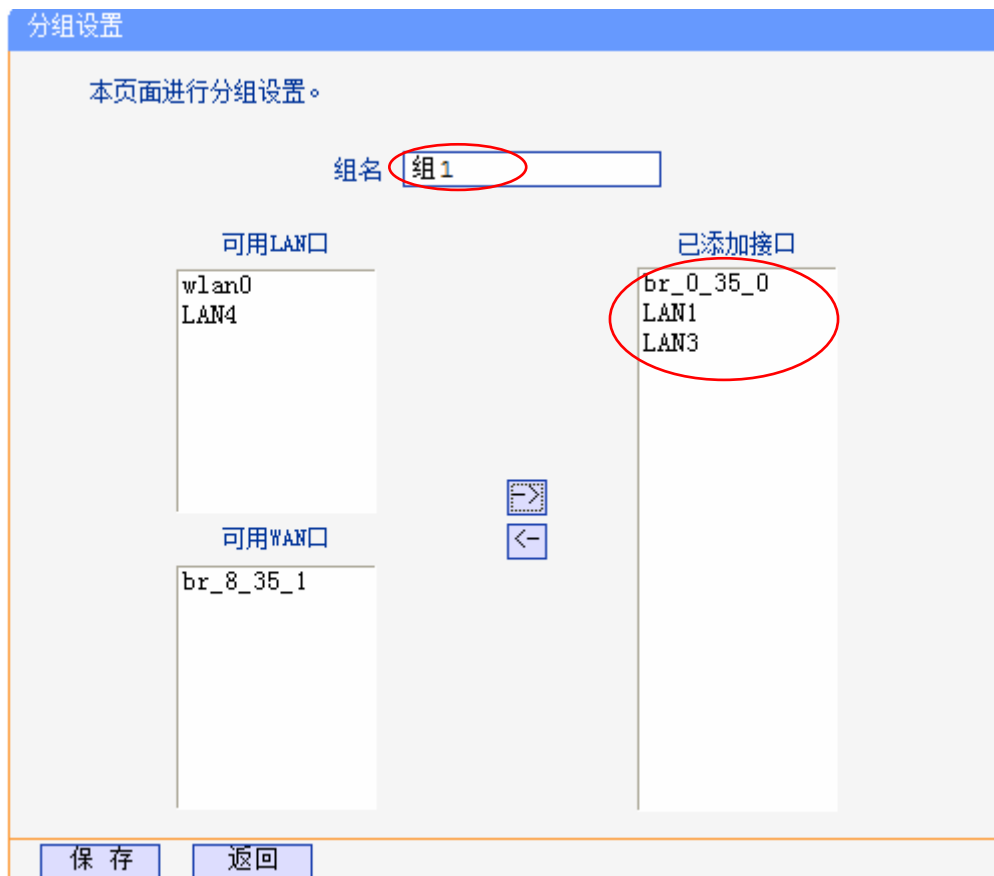 分组设置
本页面进行分组设置。
组名 组1
可用LAN口
wlan0
LAN4
可用WAN口
br_8_35_1
->
<-
已添加接口
br_0_35_0
LAN1
LAN3
保 存 返回